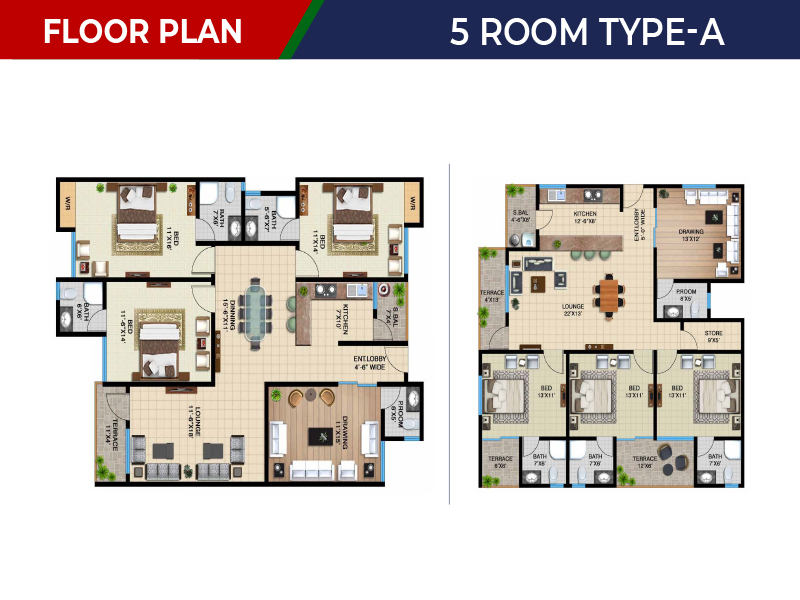 FLOOR PLAN
5 ROOM TYPE-A
W/R
BED
11'X16'
BATH
7'X6'
BATH
5'-6"X7'
BED
11'X14'
W/R
BATH
6'X6'
BED
11'-6"X14'
DINNING
15'-6"X11'
KITCHEN
7'X10'
S.BAL
7'X4'
ENT.LOBBY
4'-6" WIDE
TERRACE
11'X4'
LOUNGE
11'-6"X18'
DRAWING
11'X15'
P.ROOM
6'X5'
S.BAL
4'-6"X6'
KITCHEN
12'-6"X8'
ENT.LOBBY
5'-0" WIDE
DRAWING
13'X12'
TERRACE
4'X13'
LOUNGE
22'X13'
P.ROOM
8'X5'
STORE
9'X5'
BED
13'X11'
BED
13'X11'
BED
13'X11'
TERRACE
6'X6'
BATH
7'X6'
BATH
7'X6'
TERRACE
12'X6'
BATH
7'X6'